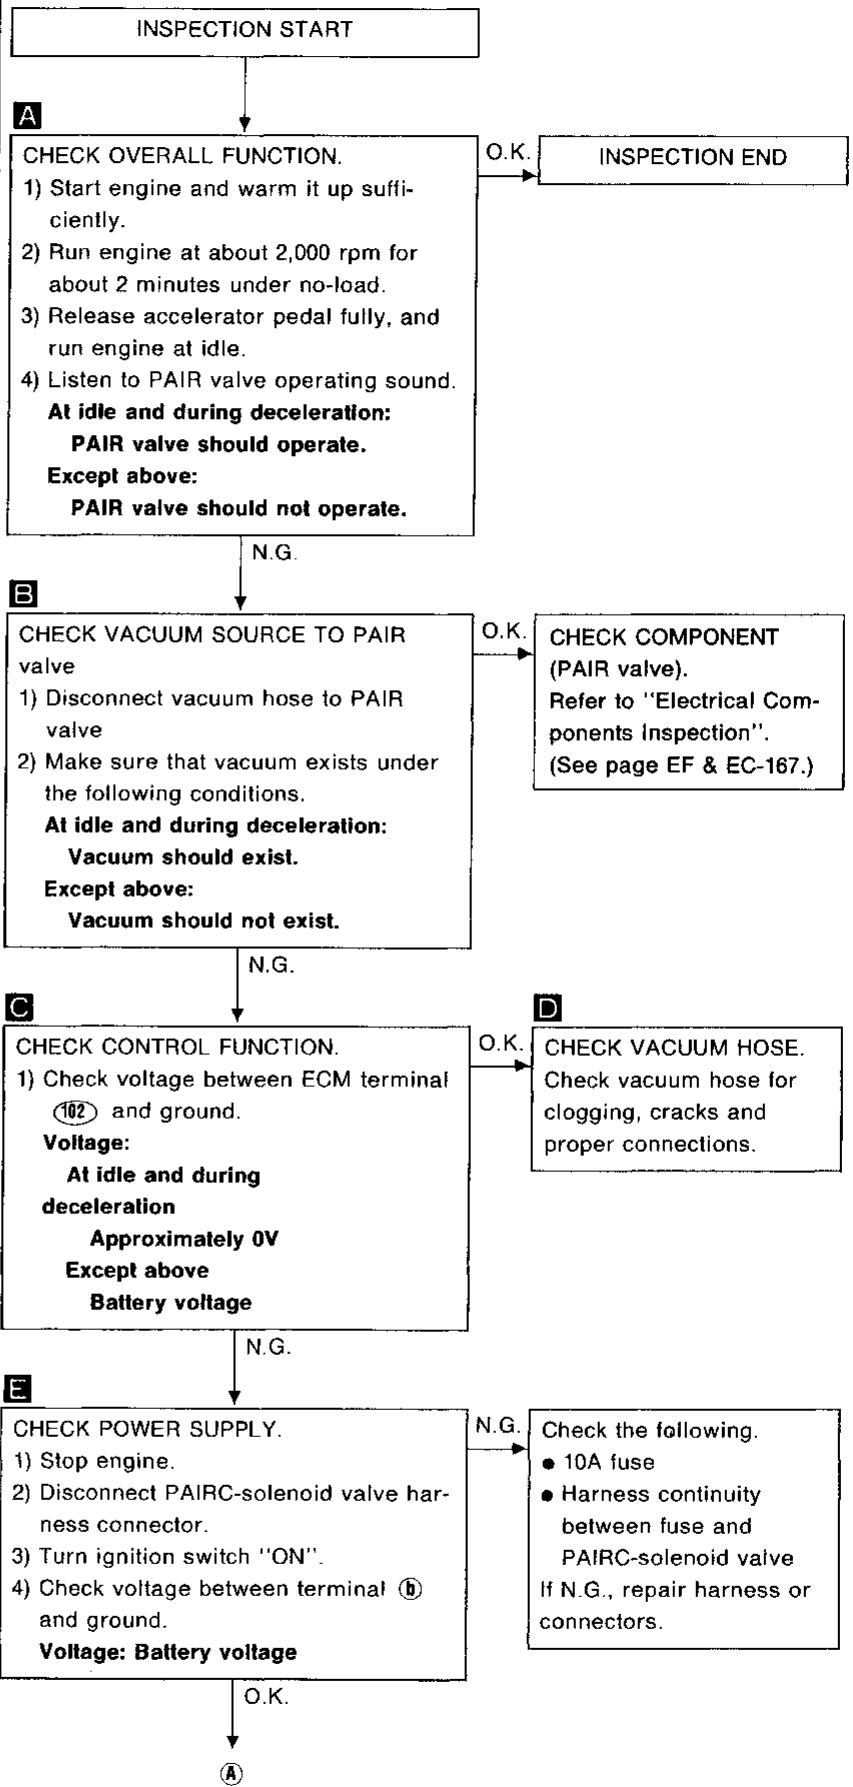 INSPECTION START
A
CHECK OVERALL FUNCTION.
1) Start engine and warm it up suffi-
ciently.
2) Run engine at about 2,000 rpm for
about 2 minutes under no-load.
3) Release accelerator pedal fully, and
run engine at idle.
4) Listen to PAIR valve operating sound.
At idle and during deceleration:
PAIR valve should operate.
Except above:
PAIR valve should not operate.
O.K.
INSPECTION END
N.G.
B
CHECK VACUUM SOURCE TO PAIR
valve
1) Disconnect vacuum hose to PAIR
valve
2) Make sure that vacuum exists under
the following conditions.
At idle and during deceleration:
Vacuum should exist.
Except above:
Vacuum should not exist.
O.K.
CHECK COMPONENT
(PAIR valve).
Refer to "Electrical Com-
ponents Inspection".
(See page EF & EC-167.)
N.G.
C
CHECK CONTROL FUNCTION.
1) Check voltage between ECM terminal
102 and ground.
Voltage:
At idle and during
deceleration
Approximately 0V
Except above
Battery voltage
O.K.
D
CHECK VACUUM HOSE.
Check vacuum hose for
clogging, cracks and
proper connections.
N.G.
E
CHECK POWER SUPPLY.
1) Stop engine.
2) Disconnect PAIRC-solenoid valve har-
ness connector.
3) Turn ignition switch "ON".
4) Check voltage between terminal ⓑ
and ground.
Voltage: Battery voltage
N.G.
Check the following.
● 10A fuse
● Harness continuity
between fuse and
PAIRC-solenoid valve
If N.G., repair harness or
connectors.
O.K.
Ⓐ